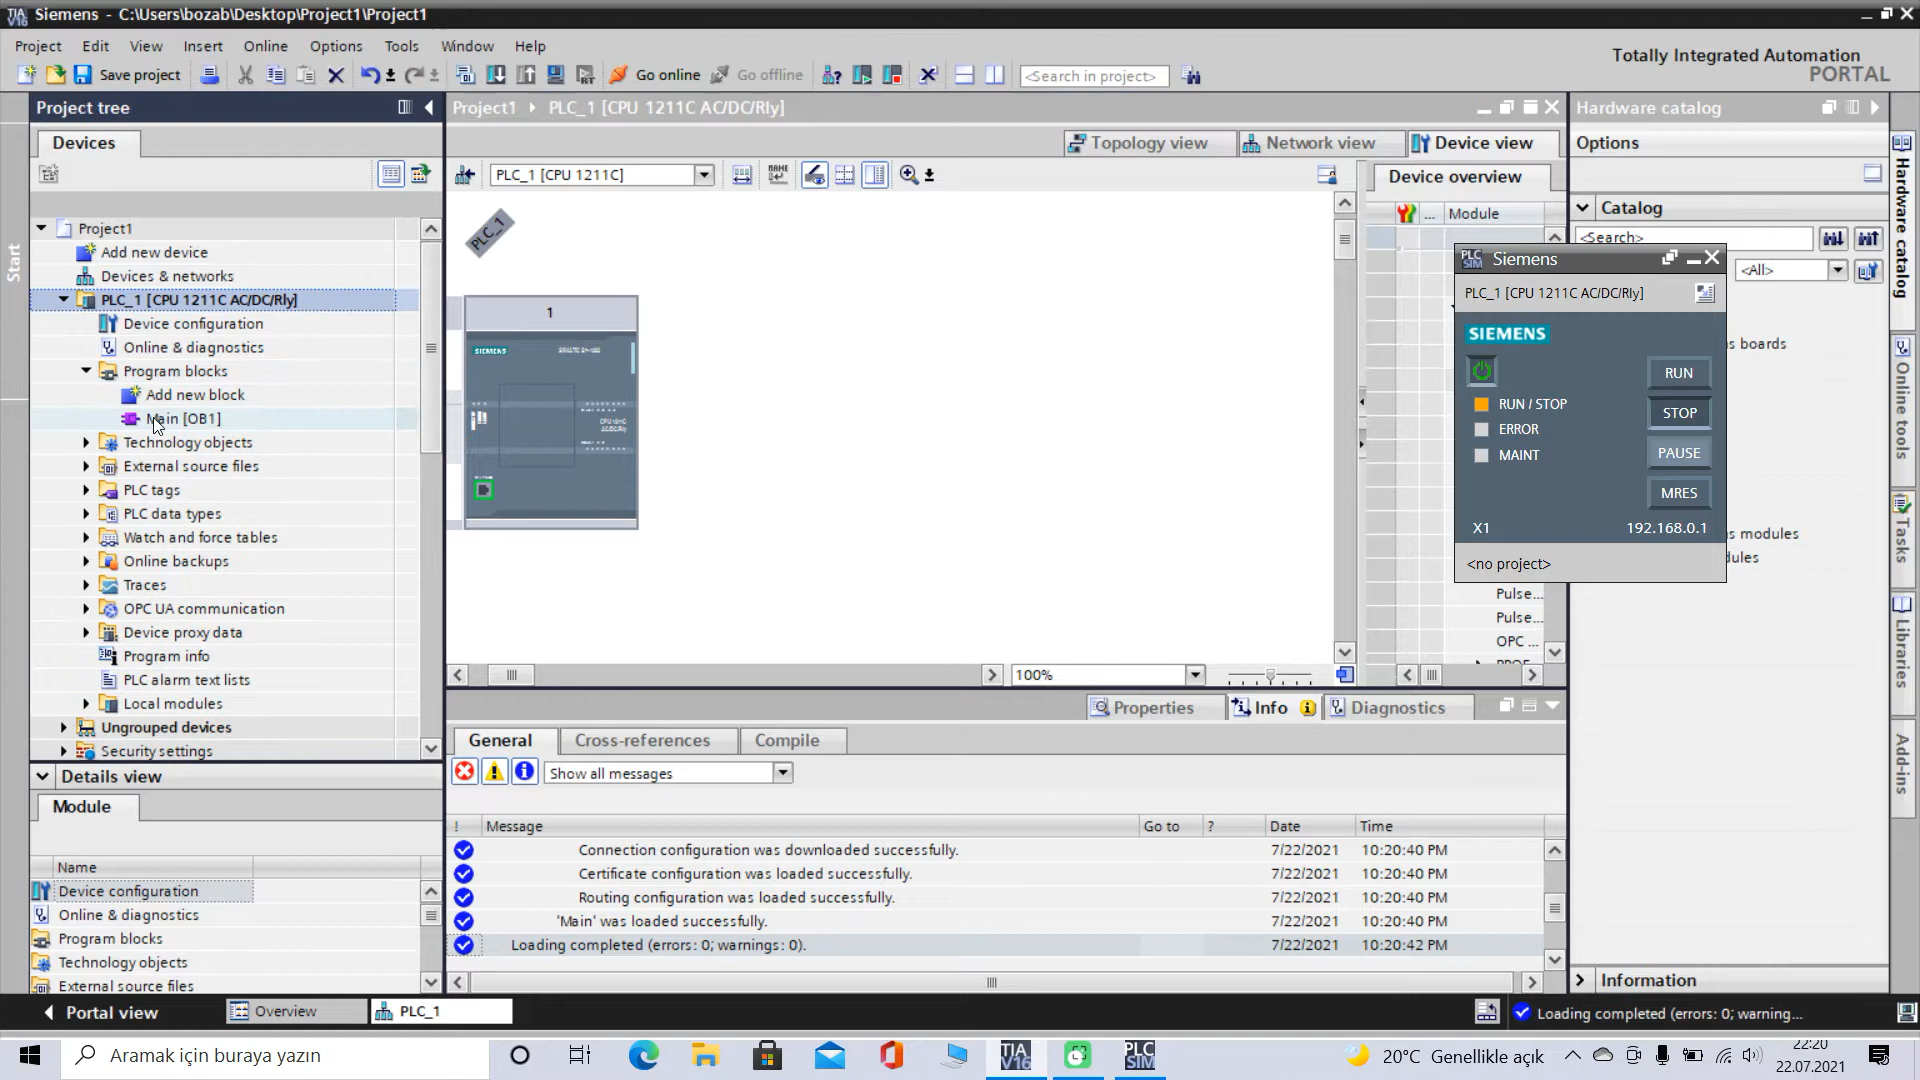 Siemens - C:\Users\bozab\Desktop\Project1\Project1
Project Edit View Insert Online Options Tools Window Help
Totally Integrated Automation
PORTAL
Save project
Go online
Go offline
<Search in project>
Project tree
Project1 PLC_1 [CPU 1211C AC/DC/Rly]
Hardware catalog
Devices
Topology view
Network view
Device view
Options
PLC_1 [CPU 1211C]
Device overview
... Module
Catalog
<Search>
<All>
Start
Project1
Add new device
Devices & networks
PLC_1 [CPU 1211C AC/DC/Rly]
Device configuration
Online & diagnostics
Program blocks
Add new block
Main [OB1]
Technology objects
External source files
PLC tags
PLC data types
Watch and force tables
Online backups
Traces
OPC UA communication
Device proxy data
Program info
PLC alarm text lists
Local modules
Ungrouped devices
Security settings
PLC_1
1
SIEMENS
Siemens
PLC_1 [CPU 1211C AC/DC/Rly]
SIEMENS
RUN
RUN / STOP
STOP
ERROR
MAINT
PAUSE
MRES
X1 192.168.0.1
<no project>
s boards
s modules
dules
Pulse...
Pulse...
OPC ...
Hardware catalog
Online tools
Tasks
Libraries
Add-ins
100%
Properties
Info
Diagnostics
General
Cross-references
Compile
Show all messages
! Message Go to ? Date Time
Connection configuration was downloaded successfully. 7/22/2021 10:20:40 PM
Certificate configuration was loaded successfully. 7/22/2021 10:20:40 PM
Routing configuration was loaded successfully. 7/22/2021 10:20:40 PM
'Main' was loaded successfully. 7/22/2021 10:20:40 PM
Loading completed (errors: 0; warnings: 0). 7/22/2021 10:20:42 PM
Details view
Module
Name
Device configuration
Online & diagnostics
Program blocks
Technology objects
External source files
Information
Portal view
Overview
PLC_1
Loading completed (errors: 0; warning...
Aramak için buraya yazın
TIA V16
PLC SIM
20°C Genellikle açık
22:20
22.07.2021